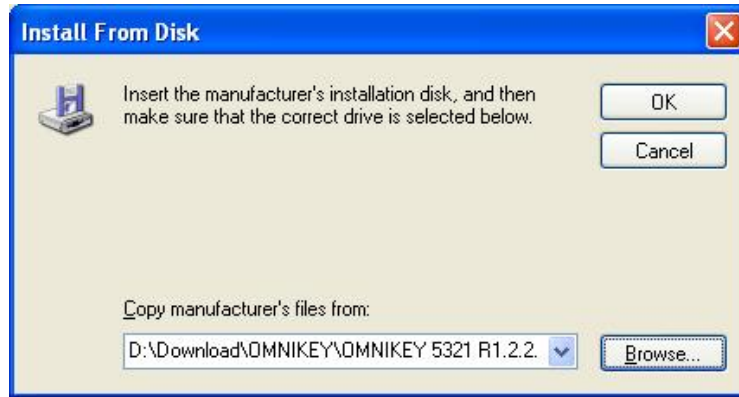 Install From Disk
Insert the manufacturer's installation disk, and then
make sure that the correct drive is selected below.
OK
Cancel
Copy manufacturer's files from:
D:\Download\OMNIKEY\OMNIKEY 5321 R1.2.2.
Browse...